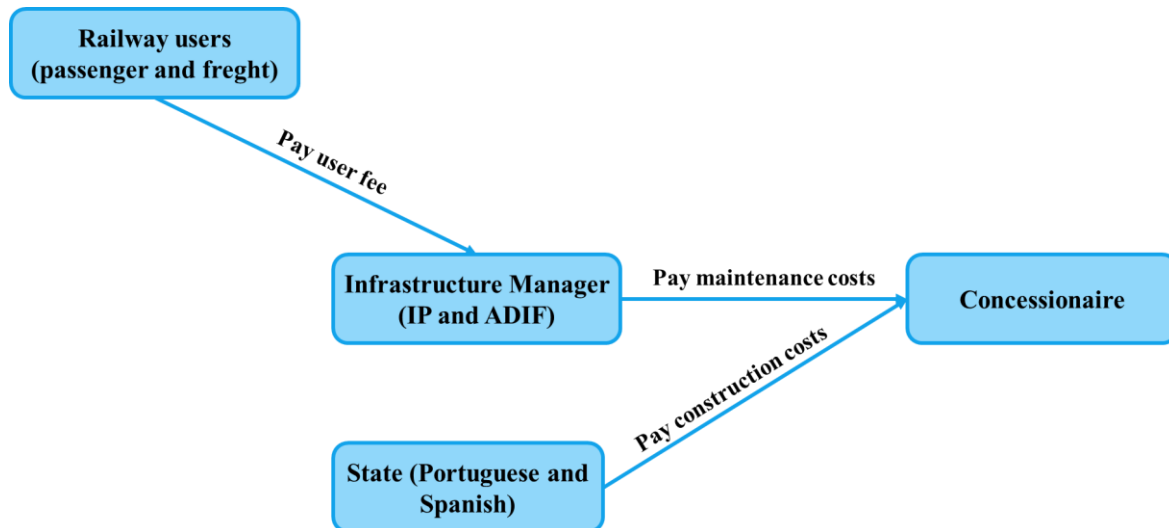 Railway users
(passenger and freght)
Pay user fee
Infrastructure Manager
(IP and ADIF)
Pay maintenance costs
Concessionaire
Pay construction costs
State (Portuguese and
Spanish)